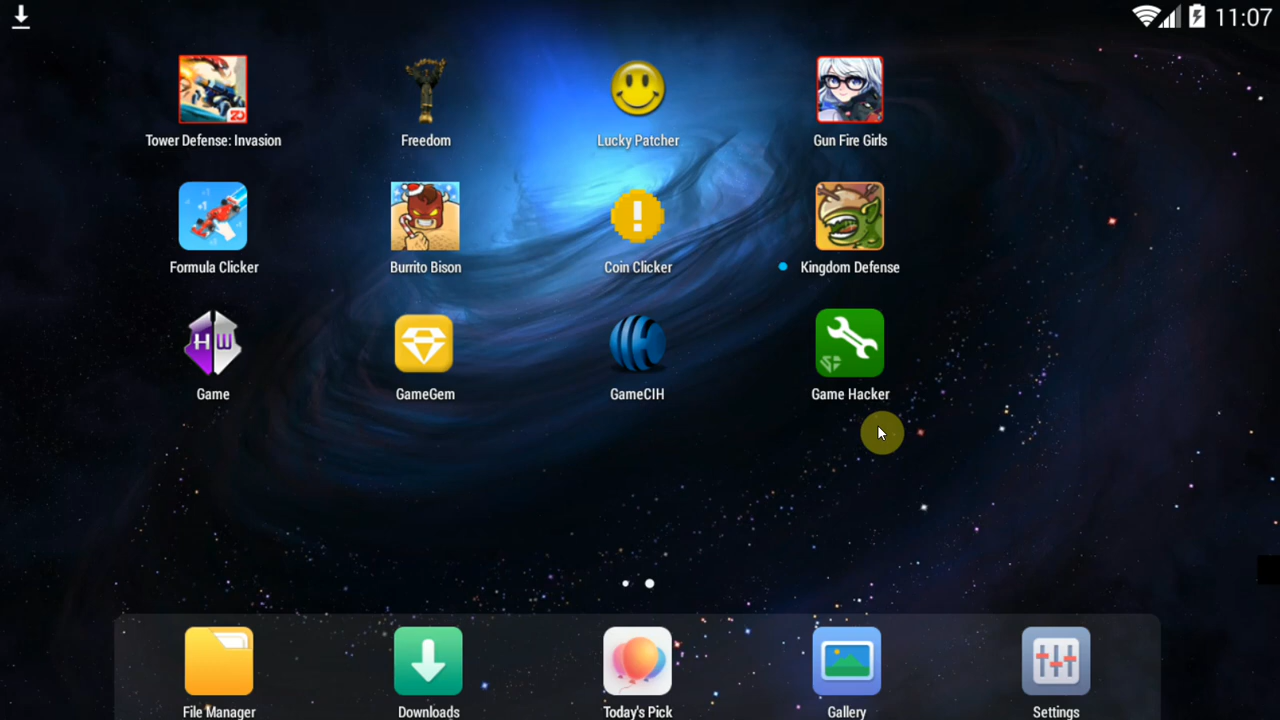 11:07
Tower Defense: Invasion
Freedom
Lucky Patcher
Gun Fire Girls
Formula Clicker
Burrito Bison
!
Coin Clicker
Kingdom Defense
H W
Game
GameGem
GameCIH
Game Hacker
File Manager
Downloads
Today's Pick
Gallery
Settings